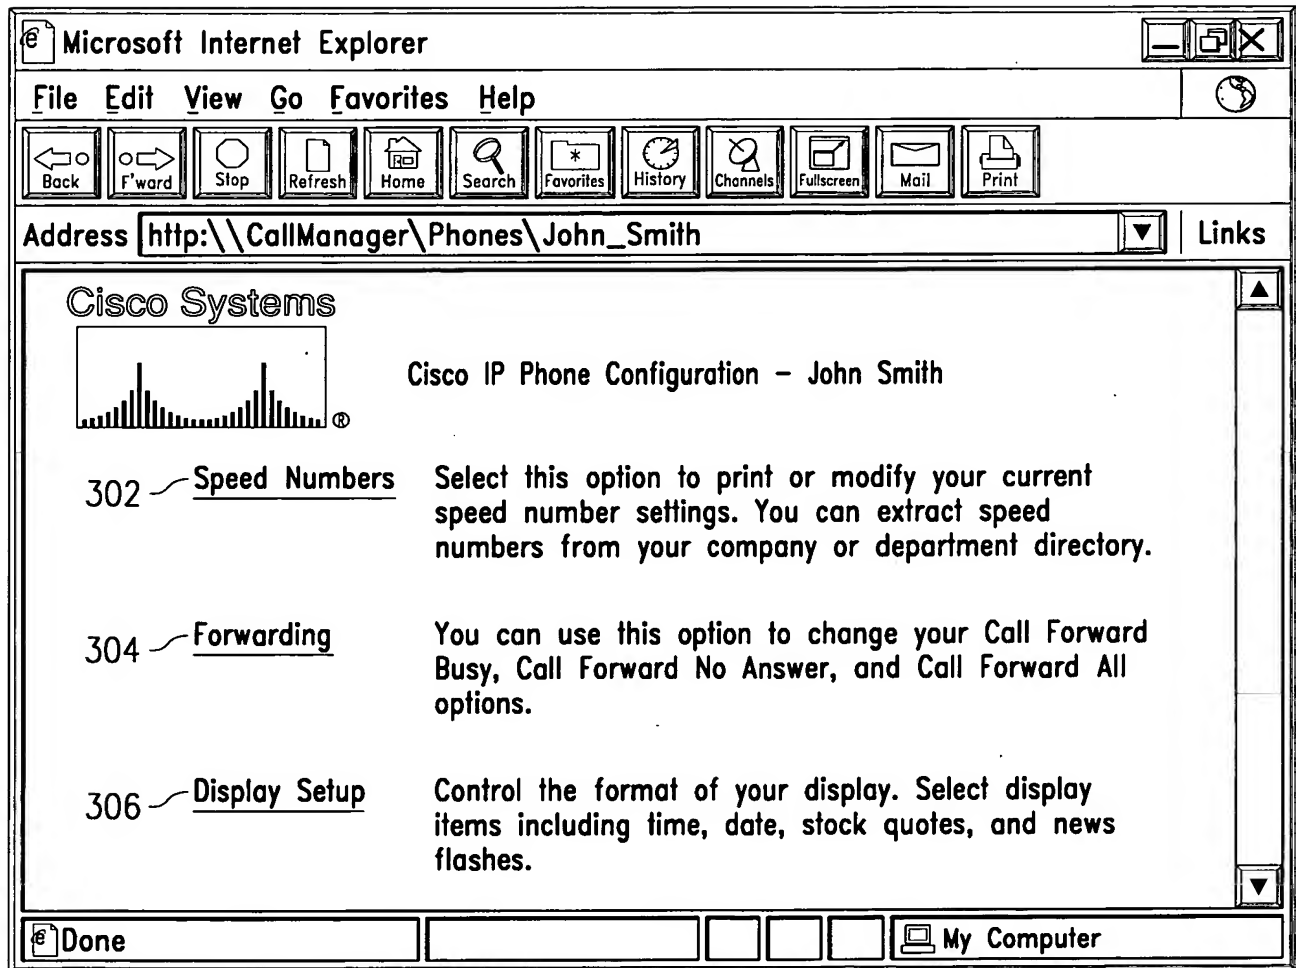 Microsoft Internet Explorer
File Edit View Go Favorites Help
Back F'ward Stop Refresh Home Search Favorites History Channels Fullscreen Mail Print
Address http:\\CallManager\Phones\John_Smith Links
Cisco Systems
®
Cisco IP Phone Configuration – John Smith
302 Speed Numbers Select this option to print or modify your current
speed number settings. You can extract speed
numbers from your company or department directory.
304 Forwarding You can use this option to change your Call Forward
Busy, Call Forward No Answer, and Call Forward All
options.
306 Display Setup Control the format of your display. Select display
items including time, date, stock quotes, and news
flashes.
Done My Computer